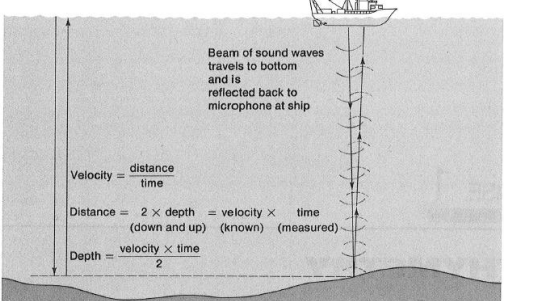 Beam of sound waves
travels to bottom
and is
reflected back to
microphone at ship
Velocity = distance
time
Distance = 2 × depth = velocity × time
(down and up) (known) (measured)
Depth = velocity × time
2